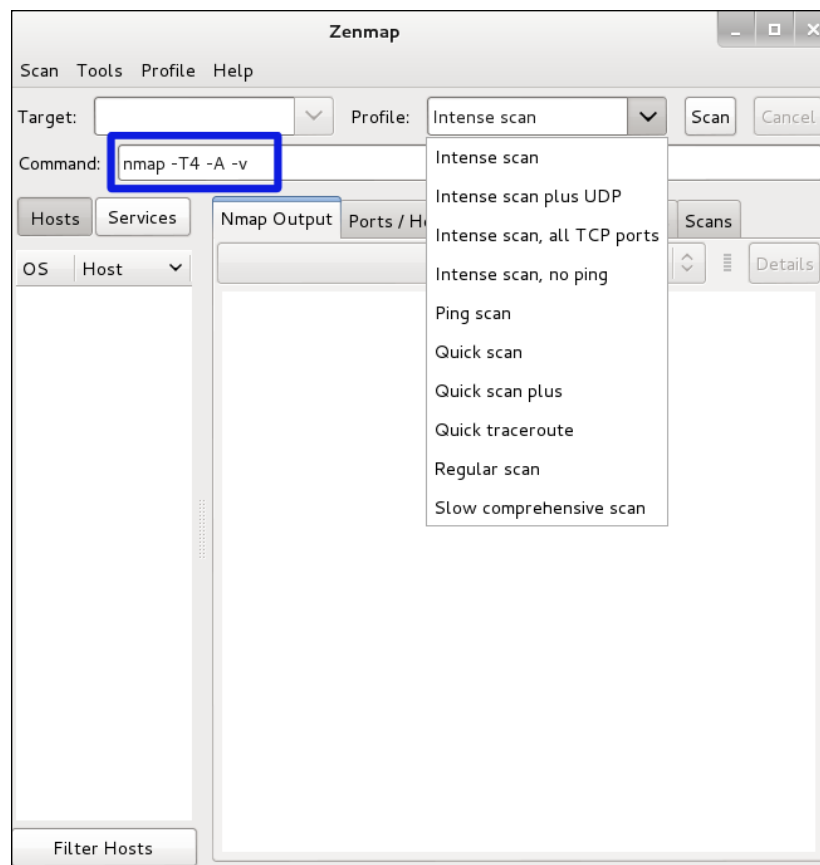 Zenmap
Scan Tools Profile Help
Target: Profile: Intense scan Scan Cancel
Command: nmap -T4 -A -v
Hosts Services Nmap Output Ports / Scans
OS Host Details
Intense scan
Intense scan plus UDP
Intense scan, all TCP ports
Intense scan, no ping
Ping scan
Quick scan
Quick scan plus
Quick traceroute
Regular scan
Slow comprehensive scan
Filter Hosts